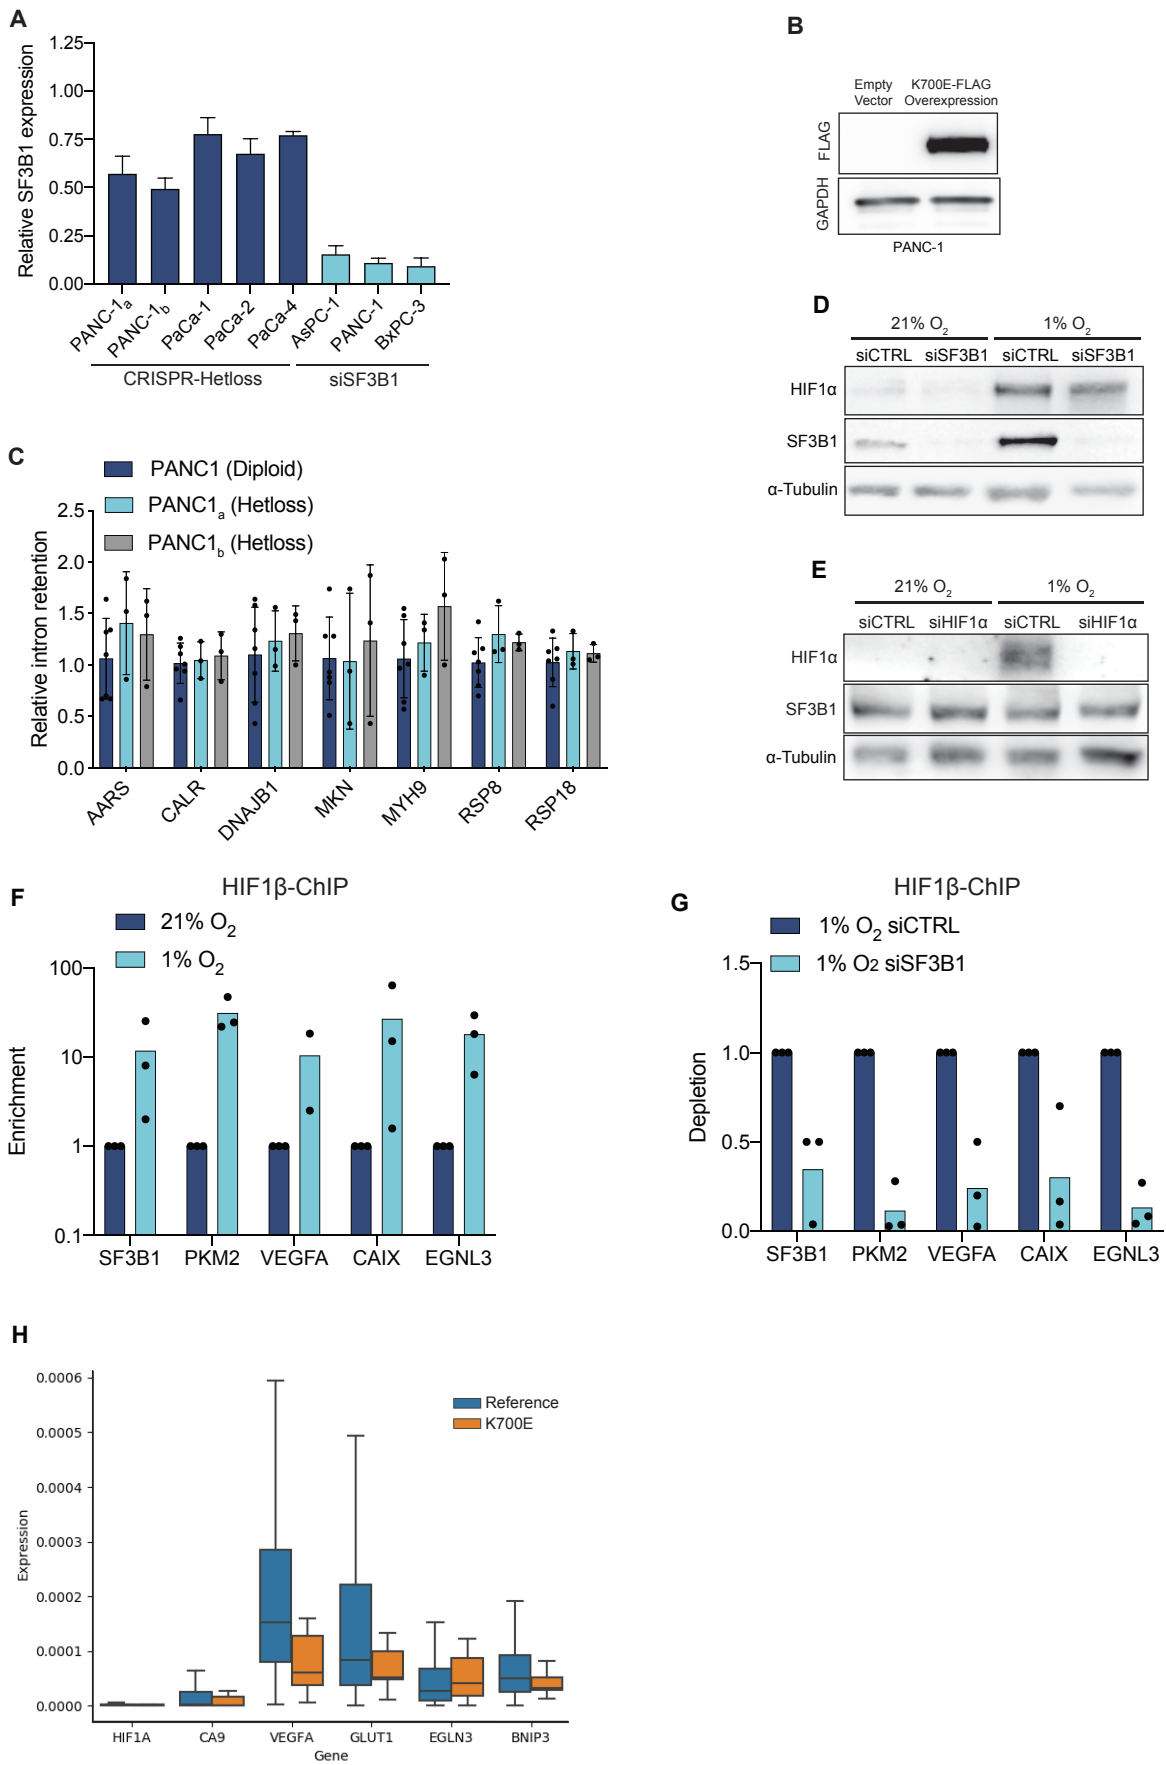 A
Relative SF3B1 expression
1.25
1.00
0.75
0.50
0.25
0.00
PANC-1a
PANC-1b
PaCa-1
PaCa-2
PaCa-4
AsPC-1
PANC-1
BxPC-3
CRISPR-Hetloss
siSF3B1
B
Empty Vector
K700E-FLAG Overexpression
FLAG
GAPDH
PANC-1
C
PANC1 (Diploid)
PANC1a (Hetloss)
PANC1b (Hetloss)
Relative intron retention
2.5
2.0
1.5
1.0
0.5
0.0
AARS
CALR
DNAJB1
MKN
MYH9
RSP8
RSP18
D
21% O2
1% O2
siCTRL siSF3B1 siCTRL siSF3B1
HIF1α
SF3B1
α-Tubulin
E
21% O2
1% O2
siCTRL siHIF1α siCTRL siHIF1α
HIF1α
SF3B1
α-Tubulin
F
HIF1β-ChIP
21% O2
1% O2
Enrichment
100
10
1
0.1
SF3B1 PKM2 VEGFA CAIX EGNL3
G
HIF1β-ChIP
1% O2 siCTRL
1% O2 siSF3B1
Depletion
1.5
1.0
0.5
0.0
SF3B1 PKM2 VEGFA CAIX EGNL3
H
Reference
K700E
Expression
0.0006
0.0005
0.0004
0.0003
0.0002
0.0001
0.0000
HIF1A CA9 VEGFA GLUT1 EGLN3 BNIP3
Gene